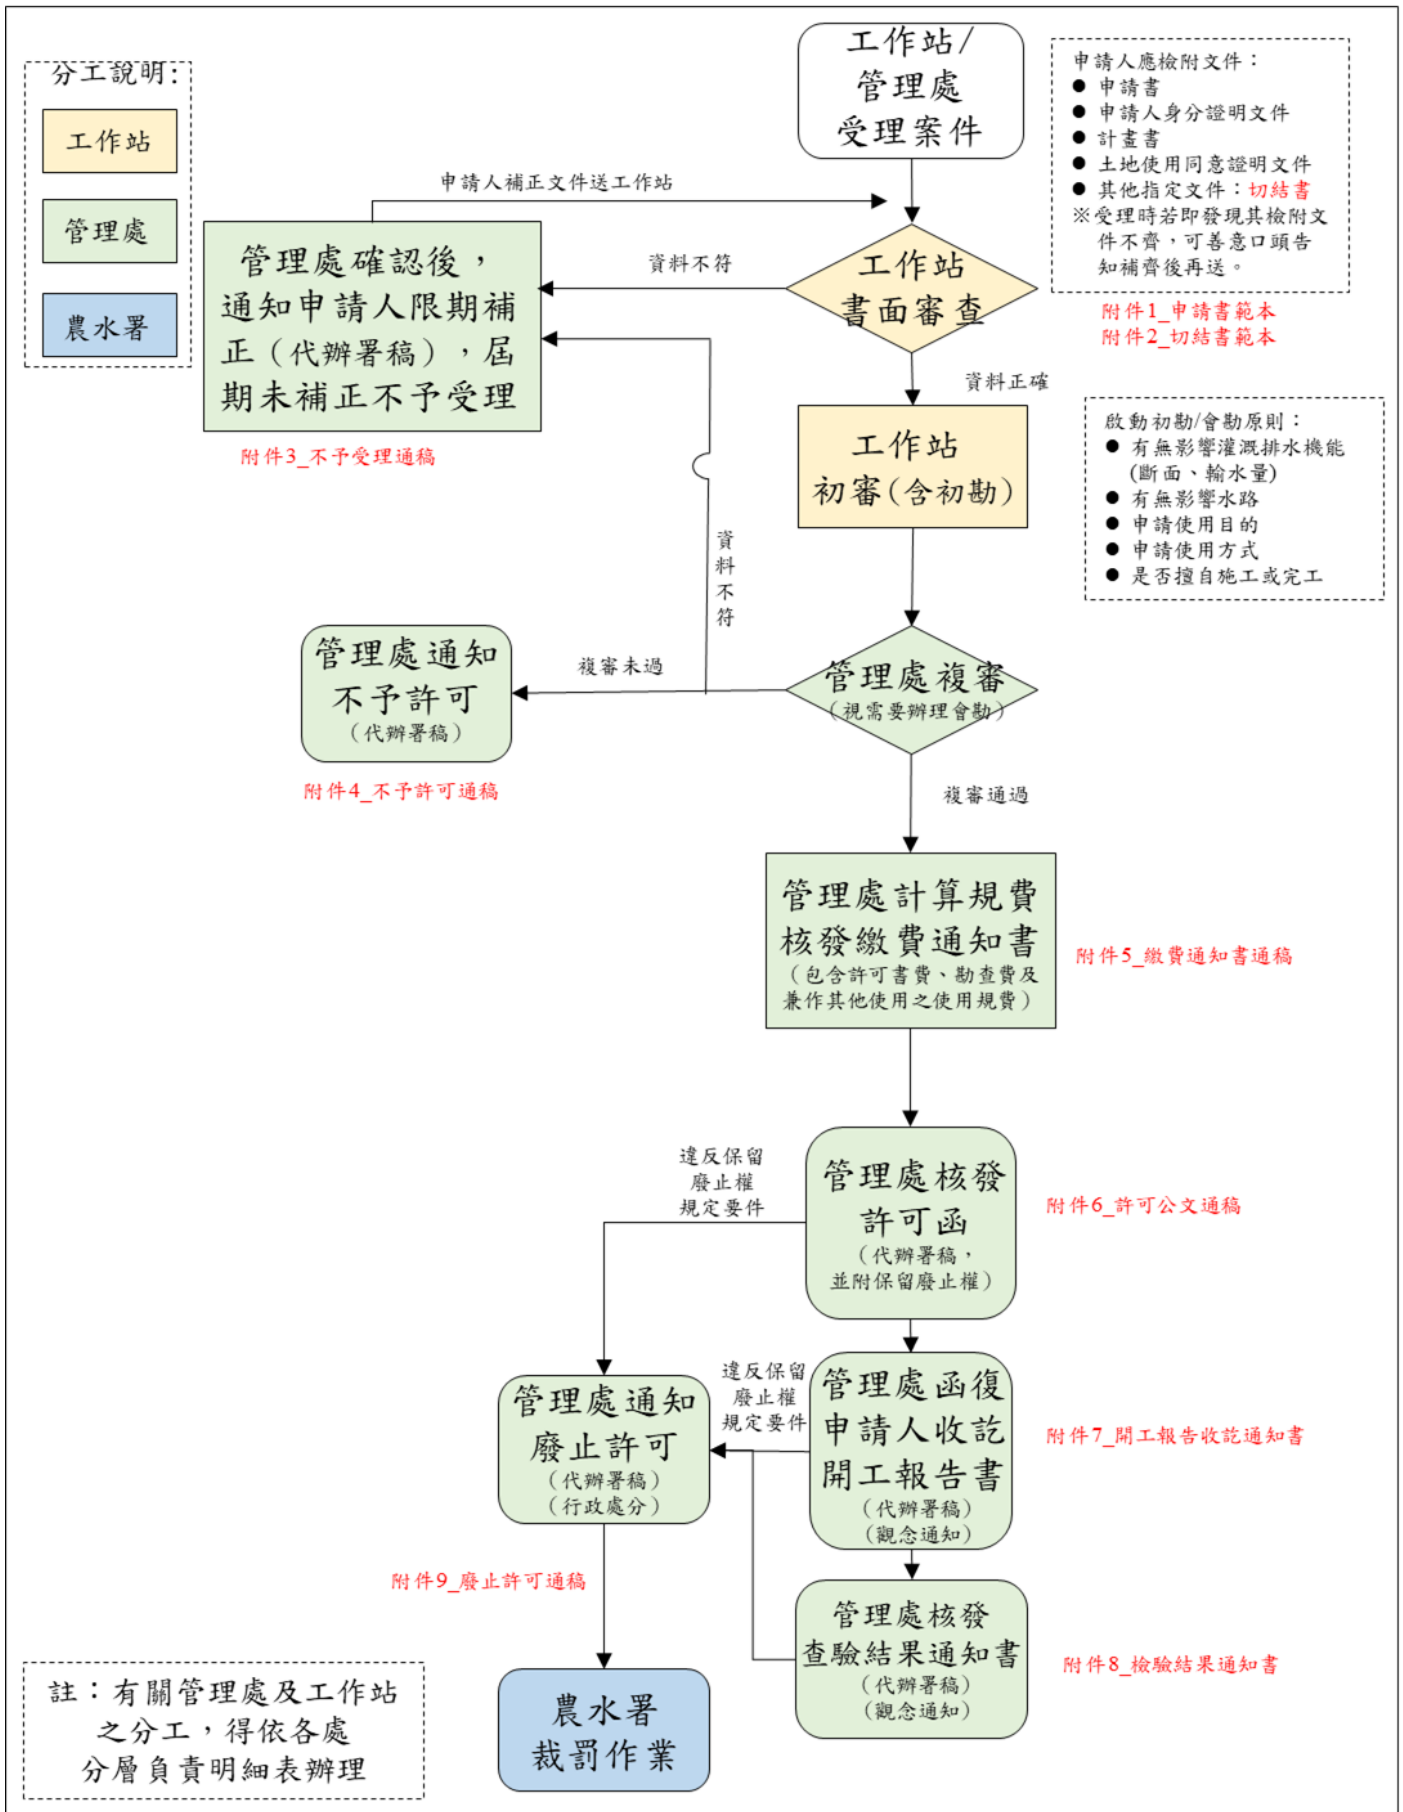 分工說明:
工作站
管理處
農水署
工作站/
管理處
受理案件
申請人應檢附文件：
● 申請書
● 申請人身分證明文件
● 計畫書
● 土地使用同意證明文件
● 其他指定文件：切結書
※受理時若即發現其檢附文
件不齊，可善意口頭告
知補齊後再送。
附件1_申請書範本
附件2_切結書範本
申請人補正文件送工作站
管理處確認後，
通知申請人限期補
正（代辦署稿），屆
期未補正不予受理
附件3_不予受理通稿
資料不符
工作站
書面審查
資料正確
工作站
初審(含初勘)
啟動初勘/會勘原則：
● 有無影響灌溉排水機能
(斷面、輸水量)
● 有無影響水路
● 申請使用目的
● 申請使用方式
● 是否擅自施工或完工
資
料
不
符
管理處通知
不予許可
（代辦署稿）
附件4_不予許可通稿
複審未過
管理處複審
（視需要辦理會勘）
複審通過
管理處計算規費
核發繳費通知書
（包含許可書費、勘查費及
兼作其他使用之使用規費）
附件5_繳費通知書通稿
違反保留
廢止權
規定要件
管理處核發
許可函
（代辦署稿，
並附保留廢止權）
附件6_許可公文通稿
管理處通知
廢止許可
（代辦署稿）
（行政處分）
附件9_廢止許可通稿
違反保留
廢止權
規定要件
管理處函復
申請人收訖
開工報告書
（代辦署稿）
（觀念通知）
附件7_開工報告收訖通知書
管理處核發
查驗結果通知書
（代辦署稿）
（觀念通知）
附件8_檢驗結果通知書
農水署
裁罰作業
註：有關管理處及工作站
之分工，得依各處
分層負責明細表辦理